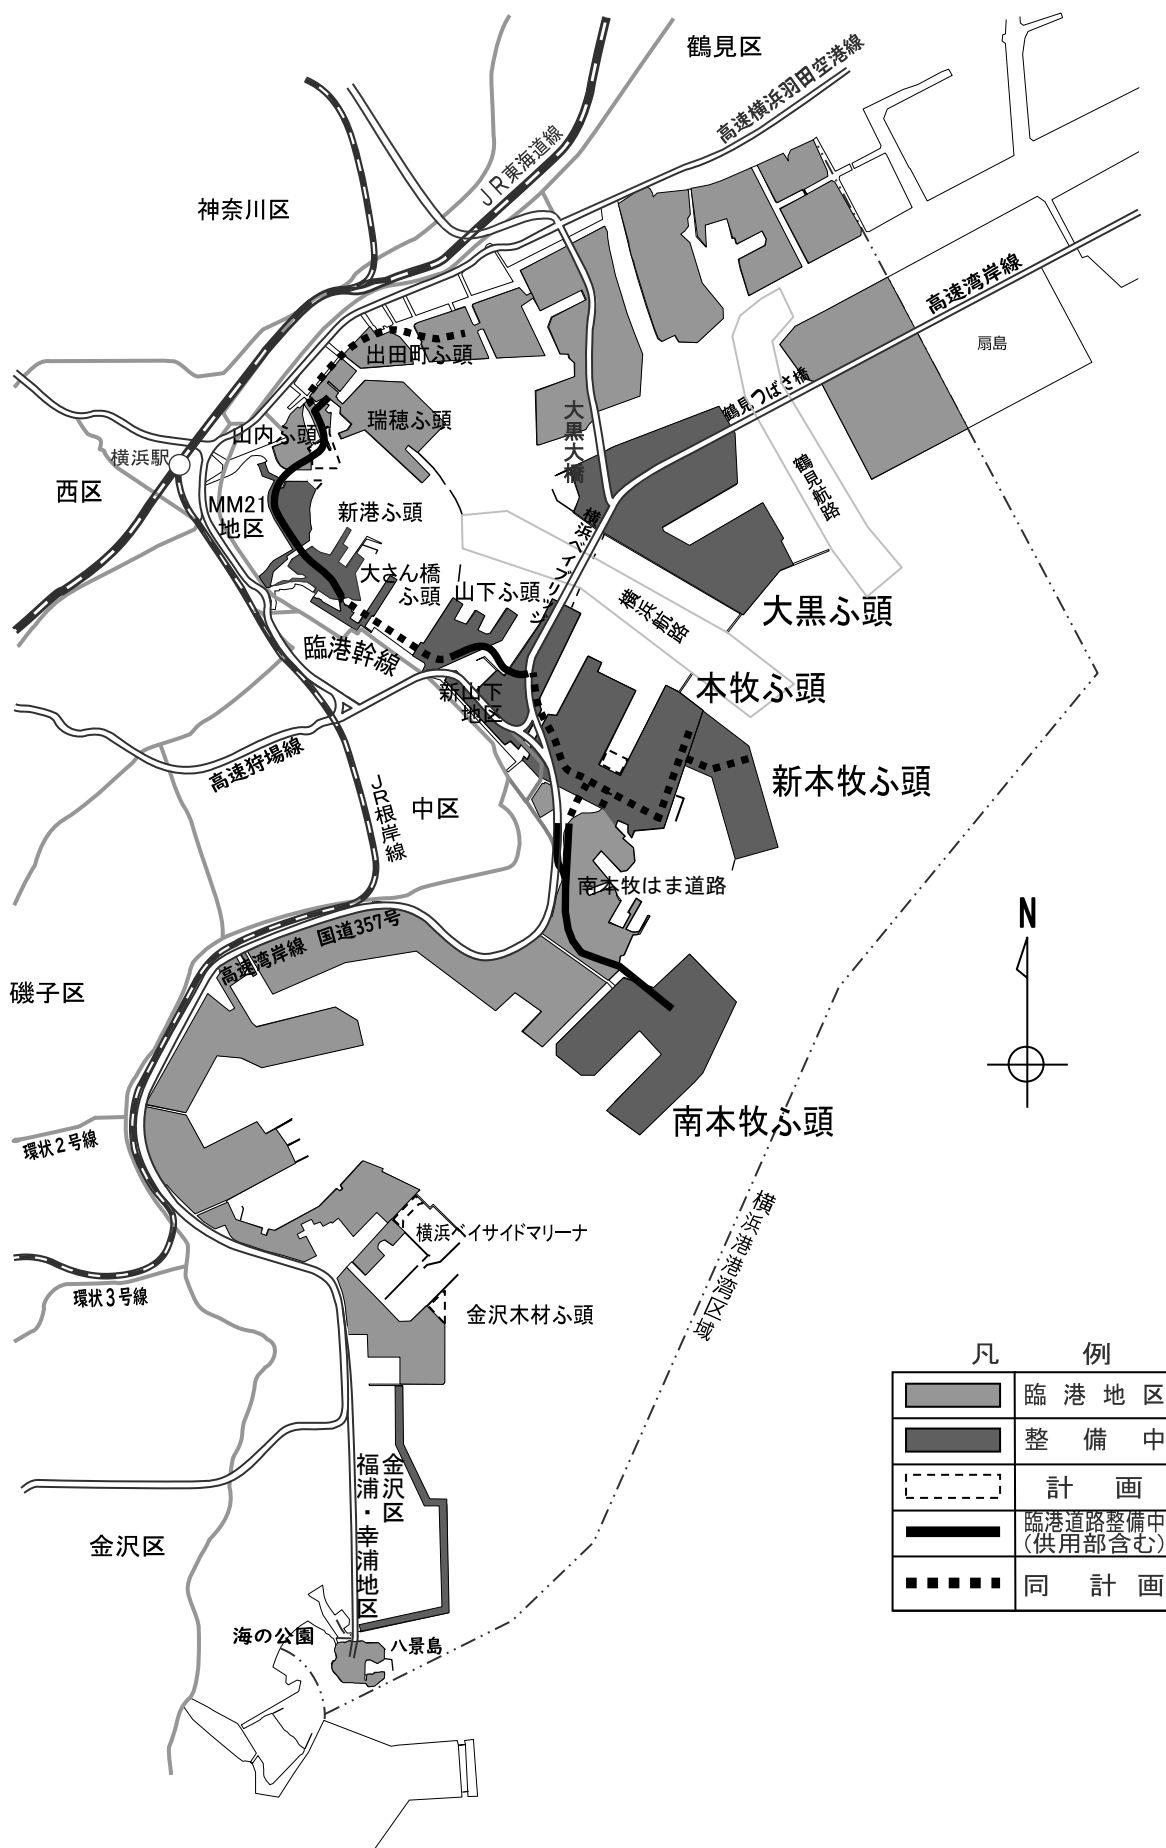 鶴見区
高速横浜羽田空港線
JR東海道線
神奈川区
高速湾岸線
扇島
出田町ふ頭
鶴見つばさ橋
瑞穂ふ頭
大黒大橋
山内ふ頭
横浜駅
西区
MM21
地区
新港ふ頭
鶴見航路
横浜ベイブリッジ
大さん橋
ふ頭
山下ふ頭
横浜航路
大黒ふ頭
臨港幹線
新山下
地区
本牧ふ頭
高速狩場線
JR根岸線
中区
新本牧ふ頭
南本牧はま道路
N
高速湾岸線 国道357号
磯子区
南本牧ふ頭
環状2号線
横浜港港湾区域
横浜ベイサイドマリーナ
環状3号線
金沢木材ふ頭
凡例
臨港地区
整備中
計画
臨港道路整備中
(供用部含む)
同計画
金沢区
福浦・幸浦地区
金沢区
海の公園
八景島